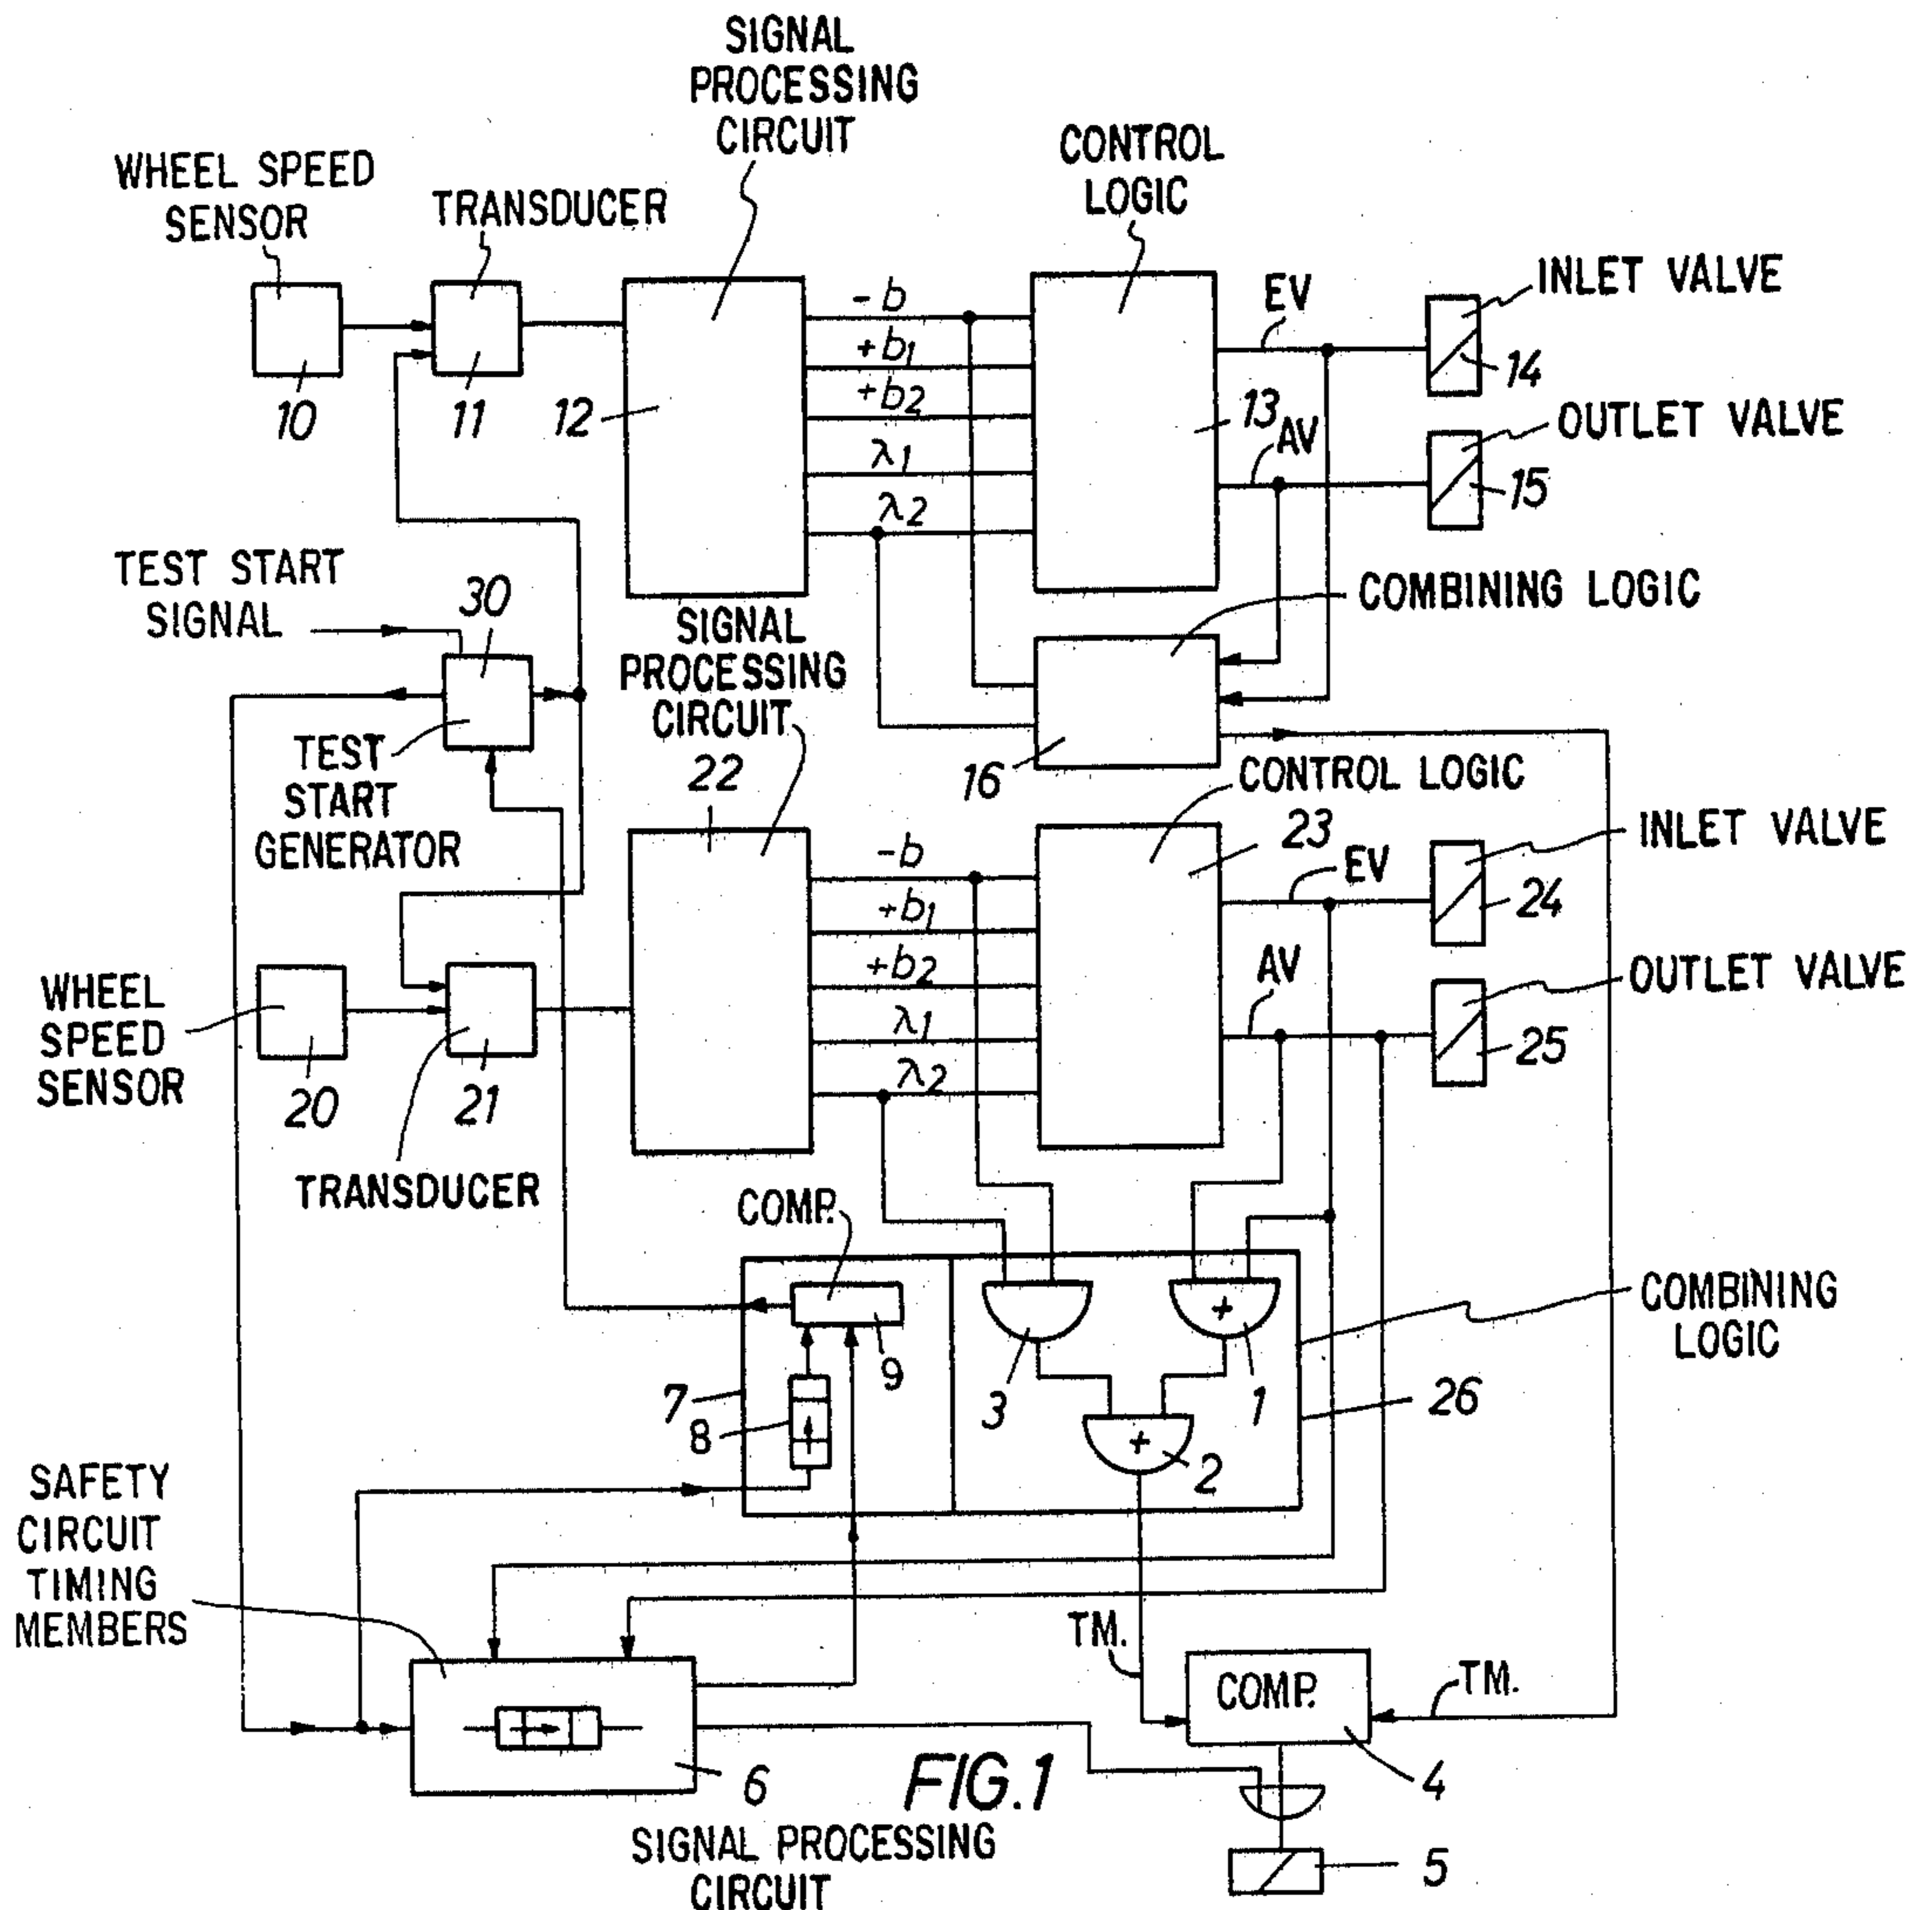 SIGNAL
PROCESSING
CIRCUIT
CONTROL
LOGIC
WHEEL SPEED
SENSOR
TRANSDUCER
INLET VALVE
EV
-b
+b1
+b2
λ1
λ2
10
11
12
13
14
AV
OUTLET VALVE
15
TEST START
SIGNAL
30
COMBINING LOGIC
SIGNAL
PROCESSING
CIRCUIT
22
TEST
START
GENERATOR
16
CONTROL LOGIC
23
INLET VALVE
EV
24
-b
+b1
+b2
λ1
λ2
AV
OUTLET VALVE
25
WHEEL
SPEED
SENSOR
20
21
TRANSDUCER
COMP.
COMBINING
LOGIC
9
3
+
1
7
8
26
+
2
SAFETY
CIRCUIT
TIMING
MEMBERS
TM.
COMP.
TM.
4
6
FIG.1
SIGNAL PROCESSING
CIRCUIT
5